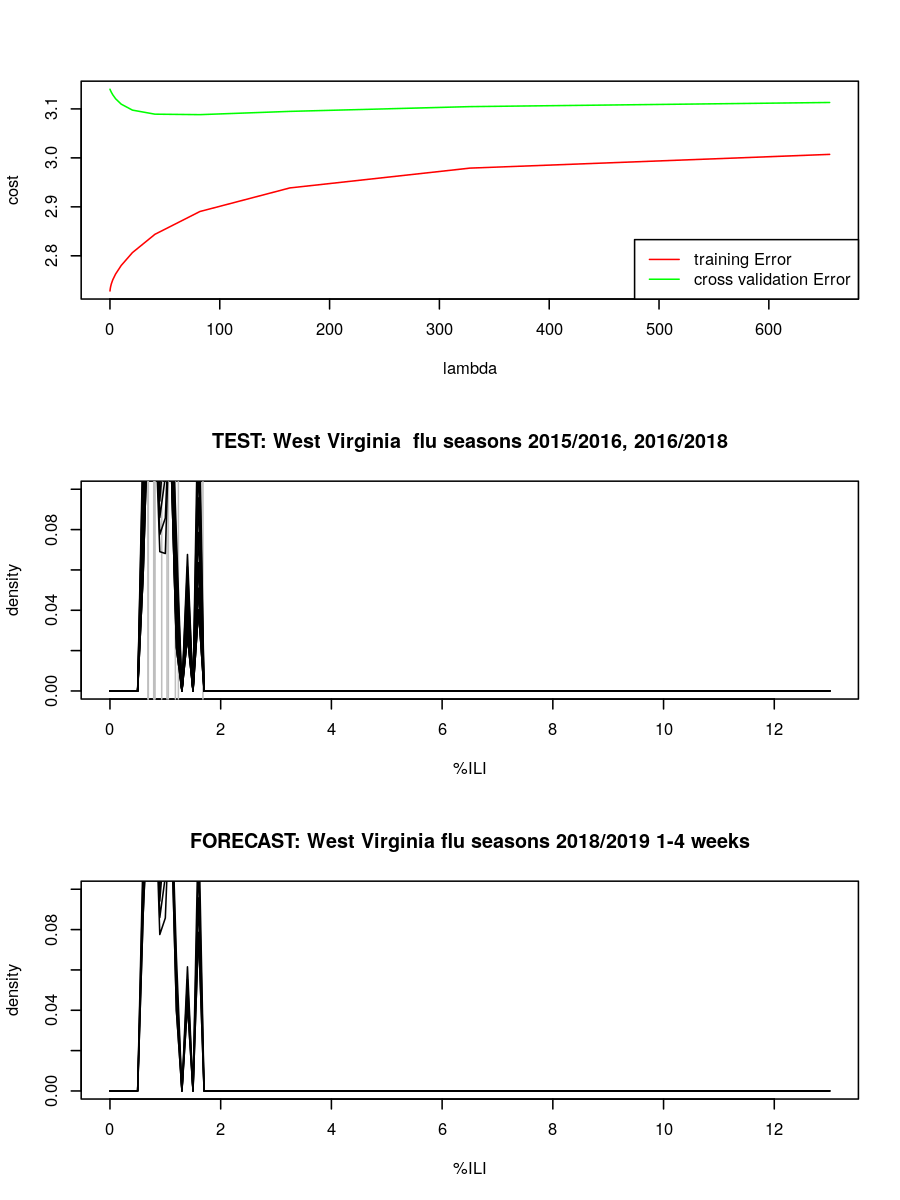 3.1
3.0
2.9
2.8
cost
training Error
cross validation Error
0 100 200 300 400 500 600
lambda
TEST: West Virginia  flu seasons 2015/2016, 2016/2018
0.08
0.04
0.00
density
0 2 4 6 8 10 12
%ILI
FORECAST: West Virginia flu seasons 2018/2019 1-4 weeks
0.08
0.04
0.00
density
0 2 4 6 8 10 12
%ILI